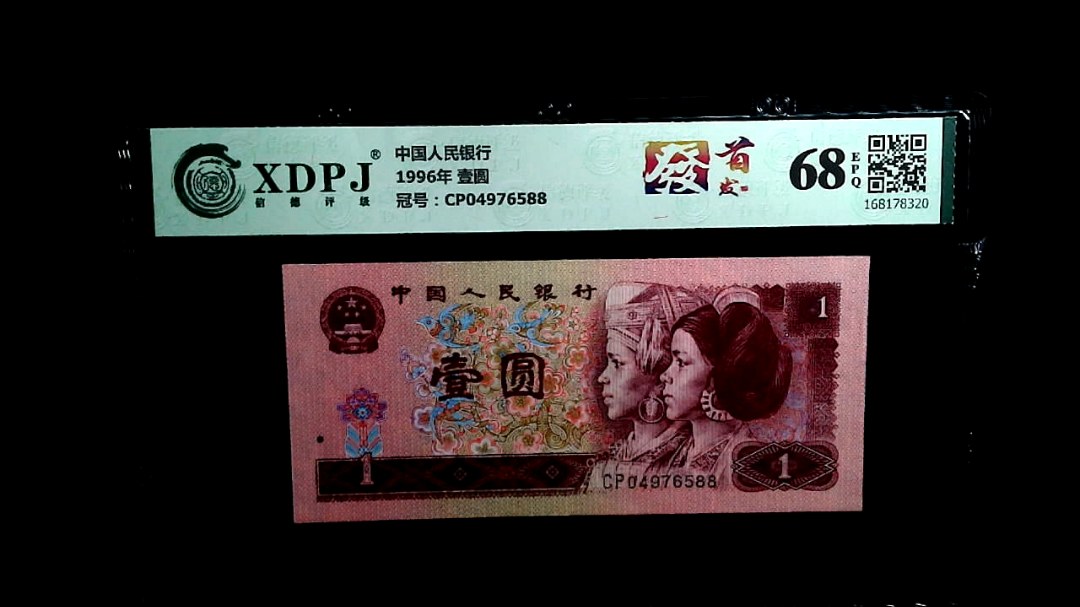 XDPJ®
信德评级
中国人民银行
1996年 壹圆
冠号：CP04976588
發
首发
68
EPQ
168178320
中国人民银行
1
壹圆
1
1
CP04976588